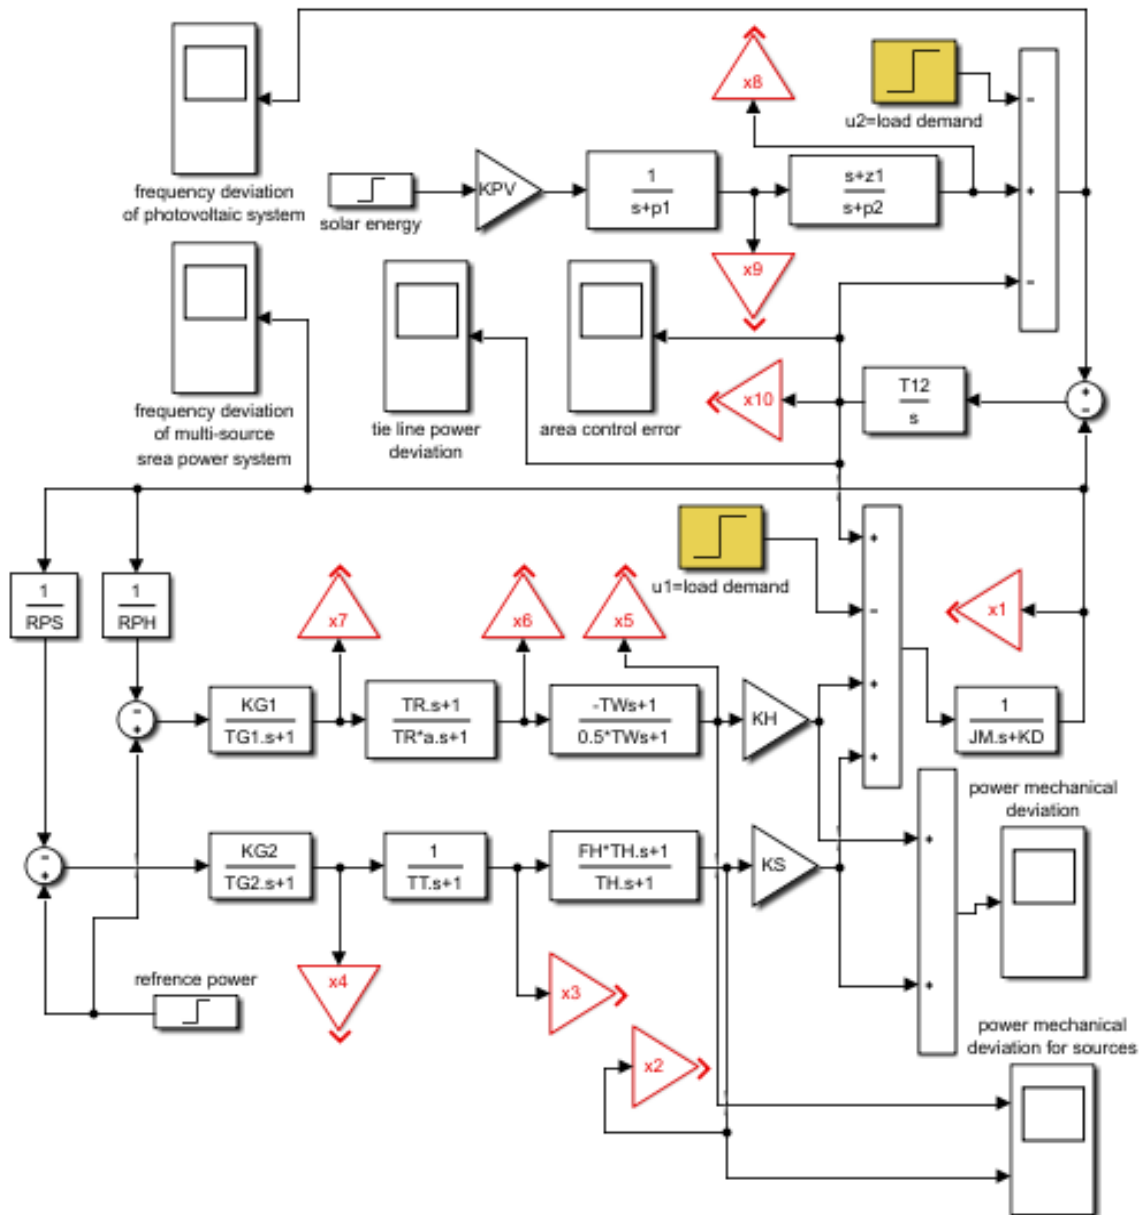 x8
u2=load demand
-
+
-
frequency deviation
of photovoltaic system
solar energy
KPV
1
s+p1
s+z1
s+p2
x9
frequency deviation
of multi-source
srea power system
tie line power
deviation
area control error
x10
T12
s
+
-
1
RPS
1
RPH
x7
x6
x5
u1=load demand
+
-
+
+
x1
-
+
KG1
TG1.s+1
TR.s+1
TR*a.s+1
-TWs+1
0.5*TWs+1
KH
1
JM.s+KD
power mechanical
deviation
-
+
KG2
TG2.s+1
1
TT.s+1
FH*TH.s+1
TH.s+1
KS
+
+
refrence power
x4
x3
x2
power mechanical
deviation for sources